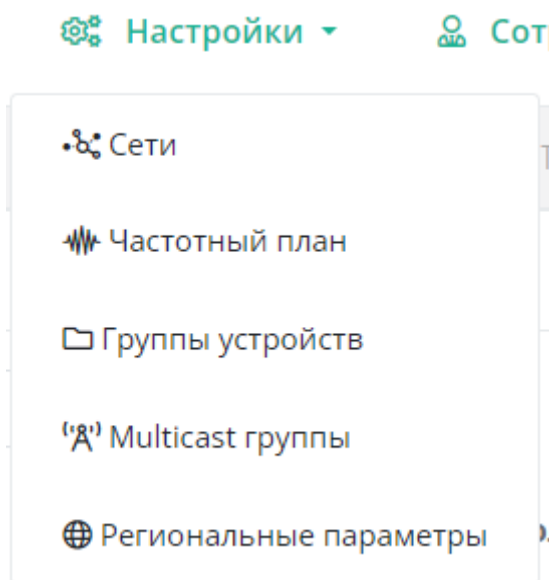 Настройки
Сети
Частотный план
Группы устройств
Multicast группы
Региональные параметры